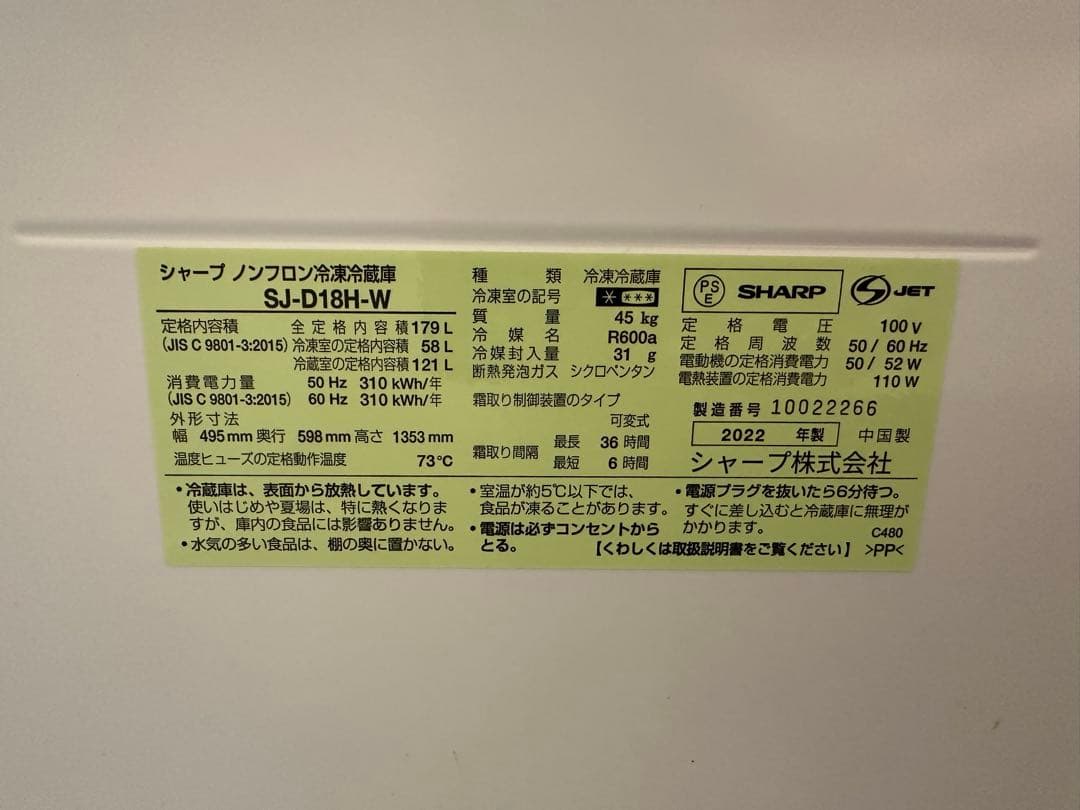 シャープ ノンフロン冷凍冷蔵庫
SJ-D18H-W
定格内容積 全定格内容積 179 L
(JIS C 9801-3:2015) 冷凍室の定格内容積 58 L
冷蔵室の定格内容積 121 L
消費電力量 50 Hz 310 kWh/年
(JIS C 9801-3:2015) 60 Hz 310 kWh/年
外形寸法
幅 495 mm 奥行 598 mm 高さ 1353 mm
温度ヒューズの定格動作温度 73℃
種類 冷凍冷蔵庫
冷凍室の記号
質量 45 kg
冷媒名 R600a
冷媒封入量 31 g
断熱発泡ガス シクロペンタン
霜取り制御装置のタイプ
可変式
霜取り間隔 最長 36 時間
最短 6 時間
PSE SHARP JET
定格電圧 100 V
定格周波数 50 / 60 Hz
電動機の定格消費電力 50 / 52 W
電熱装置の定格消費電力 110 W
製造番号 10022266
2022 年製 中国製
シャープ株式会社
・冷蔵庫は、表面から放熱しています。
使いはじめや夏場は、特に熱くなりま
すが、庫内の食品には影響ありません。
・水気の多い食品は、棚の奥に置かない。
・室温が約5℃以下では、
食品が凍ることがあります。
・電源は必ずコンセントから
とる。
・電源プラグを抜いたら6分待つ。
すぐに差し込むと冷蔵庫に無理が
かかります。
C480
【くわしくは取扱説明書をご覧ください】 >PP<